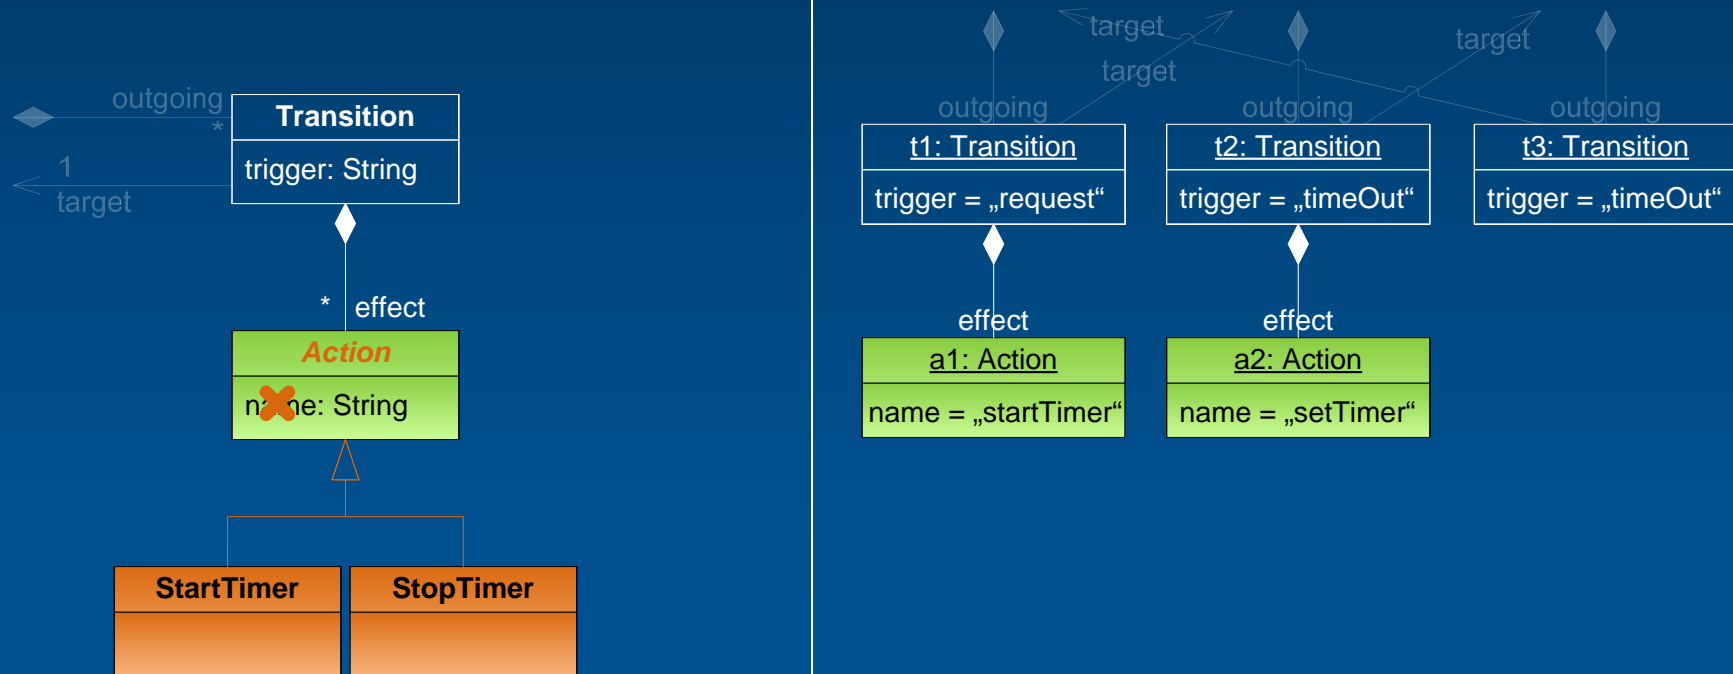 outgoing
*
Transition
trigger: String
1
target
* effect
Action
name: String
StartTimer
StopTimer
target
target
target
outgoing
outgoing
outgoing
t1: Transition
trigger = „request“
t2: Transition
trigger = „timeOut“
t3: Transition
trigger = „timeOut“
effect
effect
a1: Action
name = „startTimer“
a2: Action
name = „setTimer“